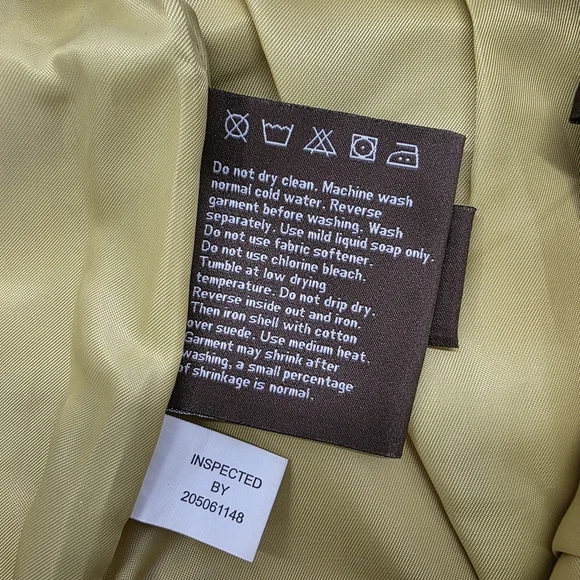 Do not dry clean. Machine wash
normal cold water. Reverse
garment before washing. Wash
separately. Use mild liquid soap only.
Do not use fabric softener.
Do not use chlorine bleach.
Tumble at low drying
temperature. Do not drip dry.
Reverse inside out and iron.
Then iron shell with cotton
over suede. Use medium heat.
Garment may shrink after
washing, a small percentage
of shrinkage is normal.
INSPECTED
BY
205061148